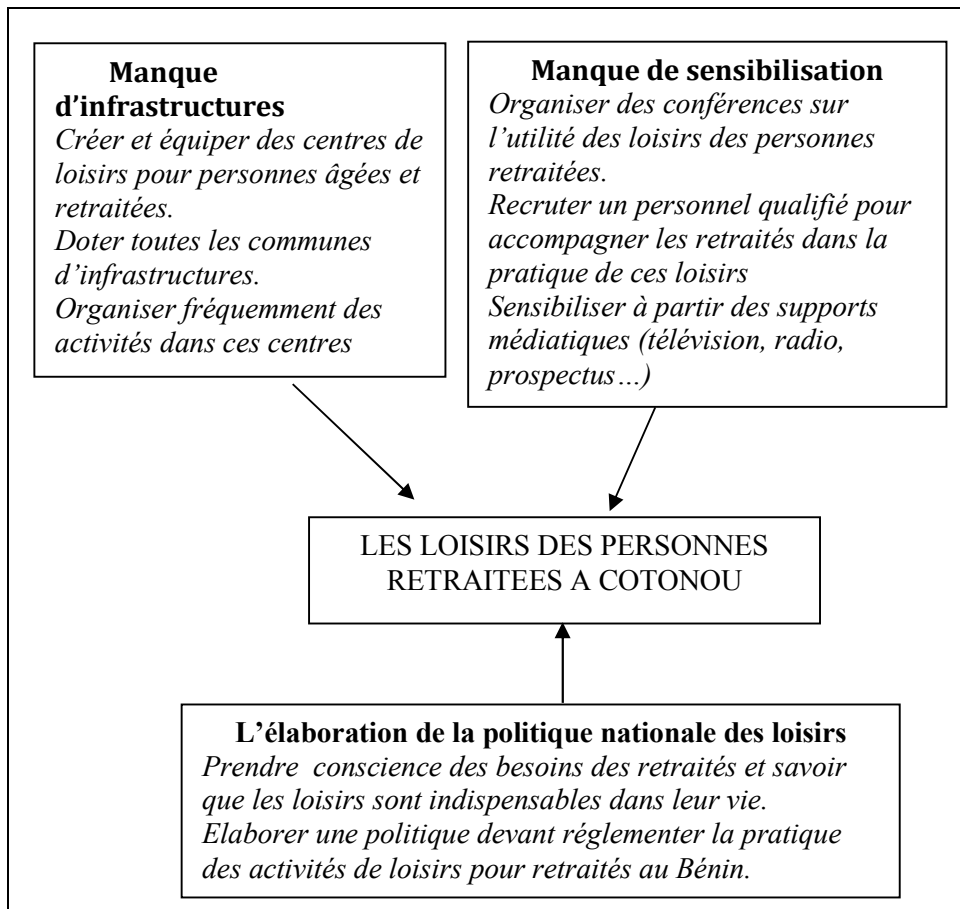 Manque
d’infrastructures
Créer et équiper des centres de
loisirs pour personnes âgées et
retraitées.
Doter toutes les communes
d’infrastructures.
Organiser fréquemment des
activités dans ces centres
Manque de sensibilisation
Organiser des conférences sur
l’utilité des loisirs des personnes
retraitées.
Recruter un personnel qualifié pour
accompagner les retraités dans la
pratique de ces loisirs
Sensibiliser à partir des supports
médiatiques (télévision, radio,
prospectus…)
LES LOISIRS DES PERSONNES
RETRAITEES A COTONOU
L’élaboration de la politique nationale des loisirs
Prendre conscience des besoins des retraités et savoir
que les loisirs sont indispensables dans leur vie.
Elaborer une politique devant réglementer la pratique
des activités de loisirs pour retraités au Bénin.